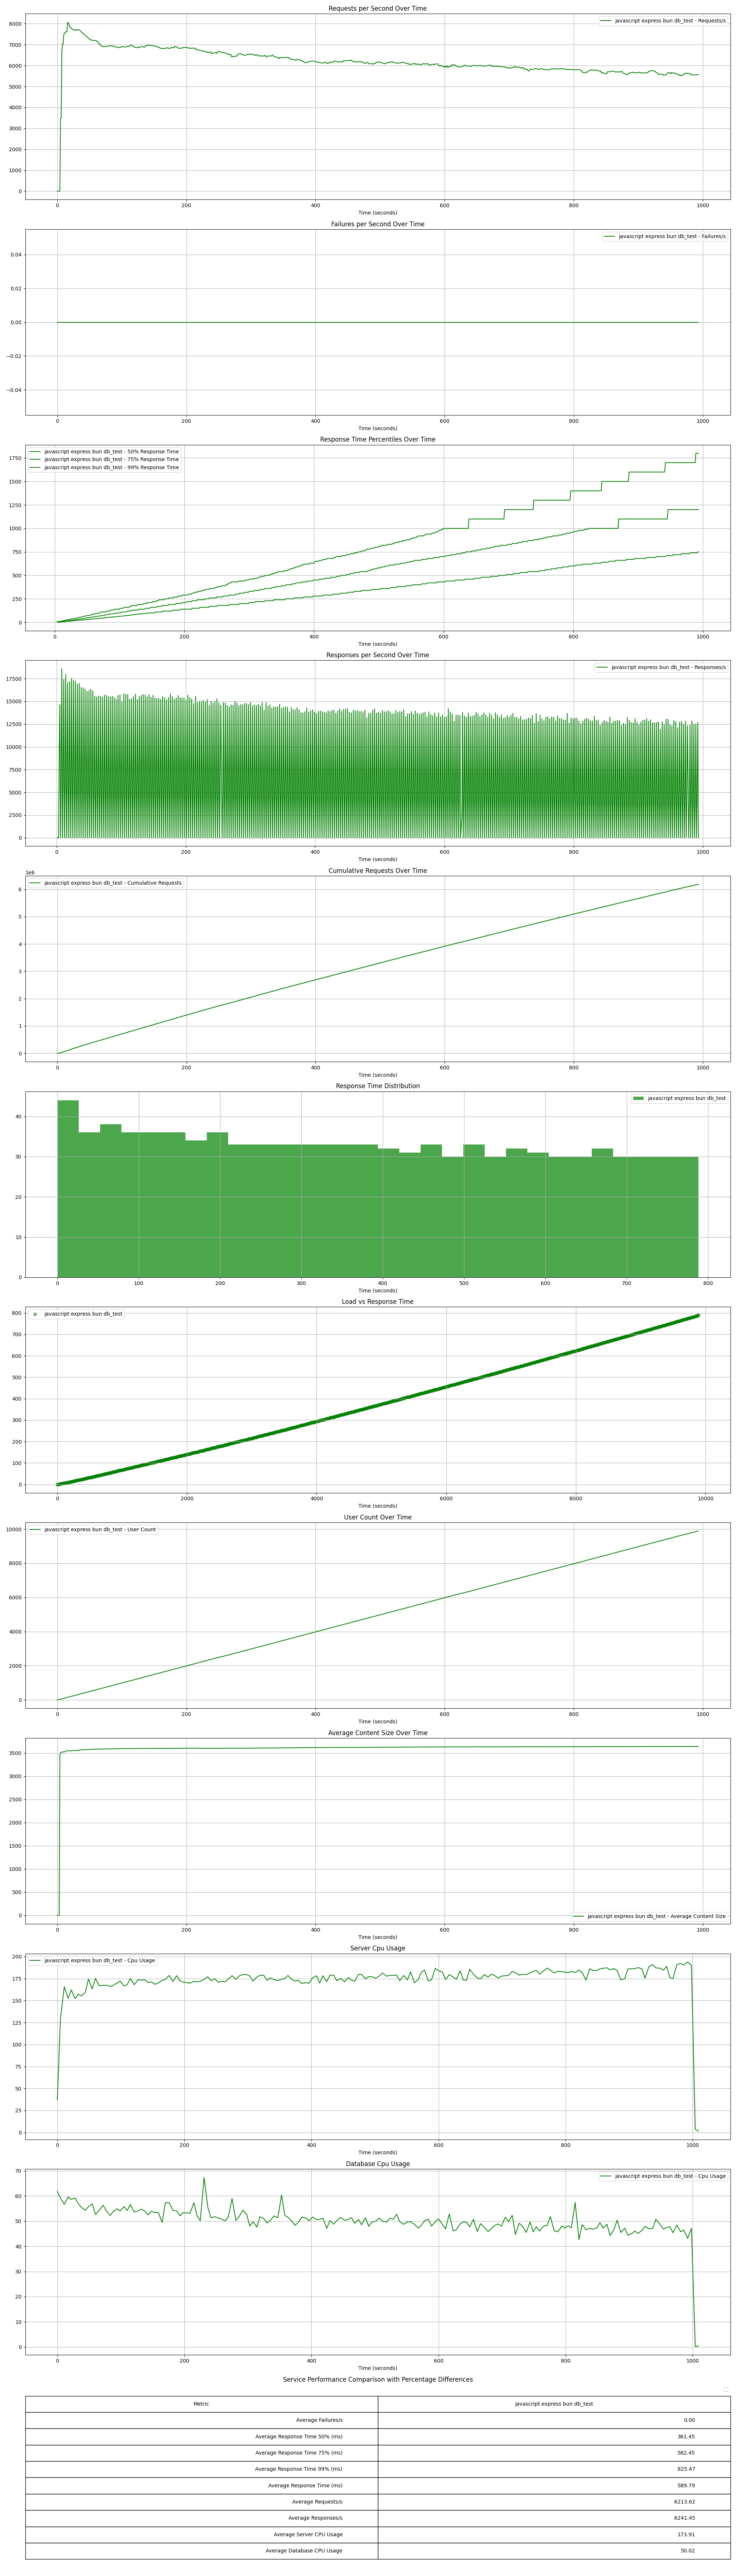 Requests per Second Over Time
javascript express bun db_test - Requests/s
8000
7000
6000
5000
4000
3000
2000
1000
0
0 200 400 600 800 1000
Time (seconds)
Failures per Second Over Time
javascript express bun db_test - Failures/s
0.04
0.02
0.00
−0.02
−0.04
0 200 400 600 800 1000
Time (seconds)
Response Time Percentiles Over Time
javascript express bun db_test - 50% Response Time
javascript express bun db_test - 75% Response Time
javascript express bun db_test - 99% Response Time
1750
1500
1250
1000
750
500
250
0
0 200 400 600 800 1000
Time (seconds)
Responses per Second Over Time
javascript express bun db_test - Responses/s
17500
15000
12500
10000
7500
5000
2500
0
0 200 400 600 800 1000
Time (seconds)
Cumulative Requests Over Time
1e6
javascript express bun db_test - Cumulative Requests
6
5
4
3
2
1
0
0 200 400 600 800 1000
Time (seconds)
Response Time Distribution
javascript express bun db_test
40
30
20
10
0
0 100 200 300 400 500 600 700 800
Time (seconds)
Load vs Response Time
javascript express bun db_test
800
700
600
500
400
300
200
100
0
0 2000 4000 6000 8000 10000
Time (seconds)
User Count Over Time
javascript express bun db_test - User Count
10000
8000
6000
4000
2000
0
0 200 400 600 800 1000
Time (seconds)
Average Content Size Over Time
3500
3000
2500
2000
1500
1000
500
0
javascript express bun db_test - Average Content Size
0 200 400 600 800 1000
Time (seconds)
Server Cpu Usage
javascript express bun db_test - Cpu Usage
200
175
150
125
100
75
50
25
0
0 200 400 600 800 1000
Time (seconds)
Database Cpu Usage
javascript express bun db_test - Cpu Usage
70
60
50
40
30
20
10
0
0 200 400 600 800 1000
Time (seconds)
Service Performance Comparison with Percentage Differences
Metric javascript express bun db_test
Average Failures/s 0.00
Average Response Time 50% (ms) 361.45
Average Response Time 75% (ms) 582.45
Average Response Time 99% (ms) 825.47
Average Response Time (ms) 589.79
Average Requests/s 6213.62
Average Responses/s 6241.45
Average Server CPU Usage 173.91
Average Database CPU Usage 50.02